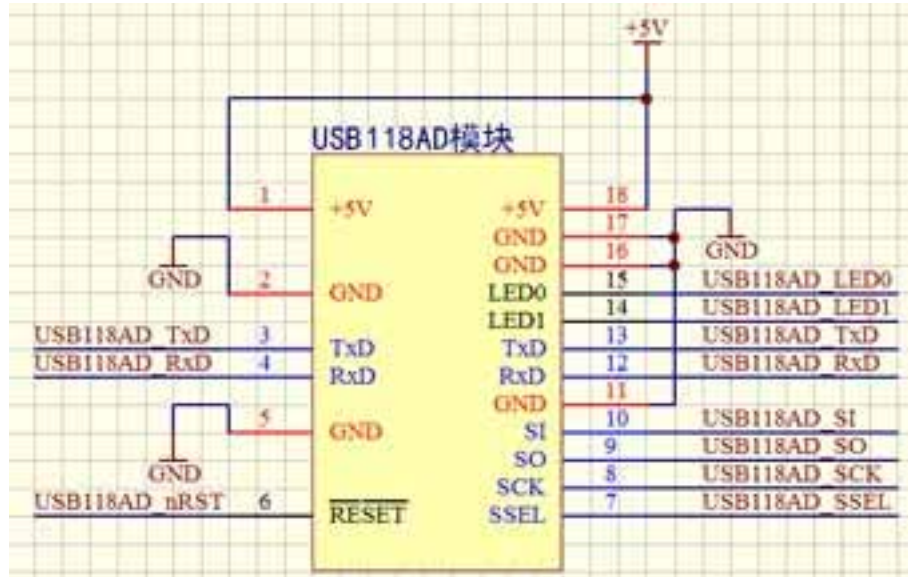 +5V
USB118AD模块
1 +5V +5V 18
GND 17
GND 16
GND GND
2 GND LED0 15 USB118AD_LED0
LED1 14 USB118AD_LED1
USB118AD_TxD 3 TxD TxD 13 USB118AD_TxD
USB118AD_RxD 4 RxD RxD 12 USB118AD_RxD
GND 11
5 GND SI 10 USB118AD_SI
SO 9 USB118AD_SO
GND
SCK 8 USB118AD_SCK
USB118AD_nRST 6 RESET SSEL 7 USB118AD_SSEL